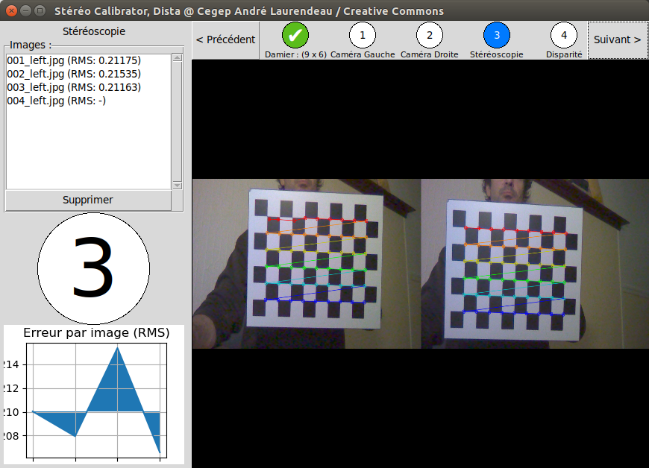 Stéréo Calibrator, Dista @ Cegep André Laurendeau / Creative Commons
Stéréoscopie
Images :
001_left.jpg (RMS: 0.21175)
002_left.jpg (RMS: 0.21535)
003_left.jpg (RMS: 0.21163)
004_left.jpg (RMS: -)
Supprimer
3
Erreur par image (RMS)
214
212
210
208
< Précédent
Damier : (9 x 6)
1
Caméra Gauche
2
Caméra Droite
3
Stéréoscopie
4
Disparité
Suivant >